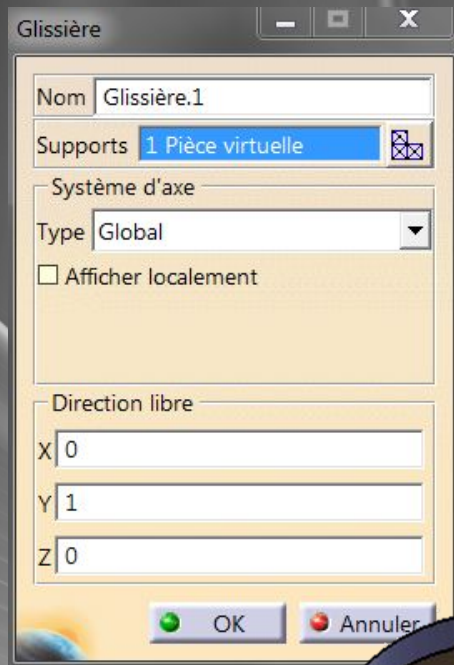 Glissière
Nom Glissière.1
Supports 1 Pièce virtuelle
Système d'axe
Type Global
Afficher localement
Direction libre
X 0
Y 1
Z 0
OK Annuler